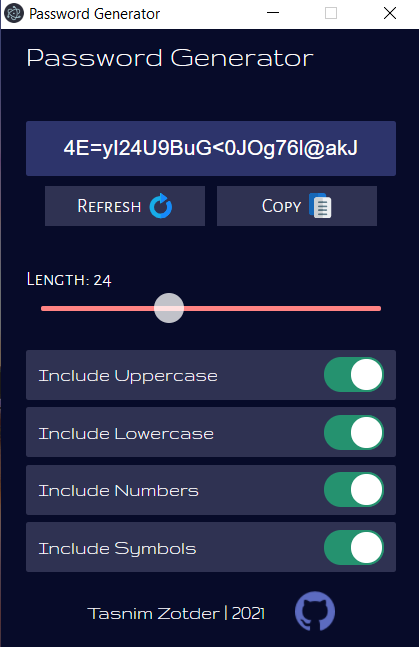 Password Generator
Password Generator
4E=yI24U9BuG<0JOg76l@akJ
Refresh
Copy
Length: 24
Include Uppercase
Include Lowercase
Include Numbers
Include Symbols
Tasnim Zotder | 2021